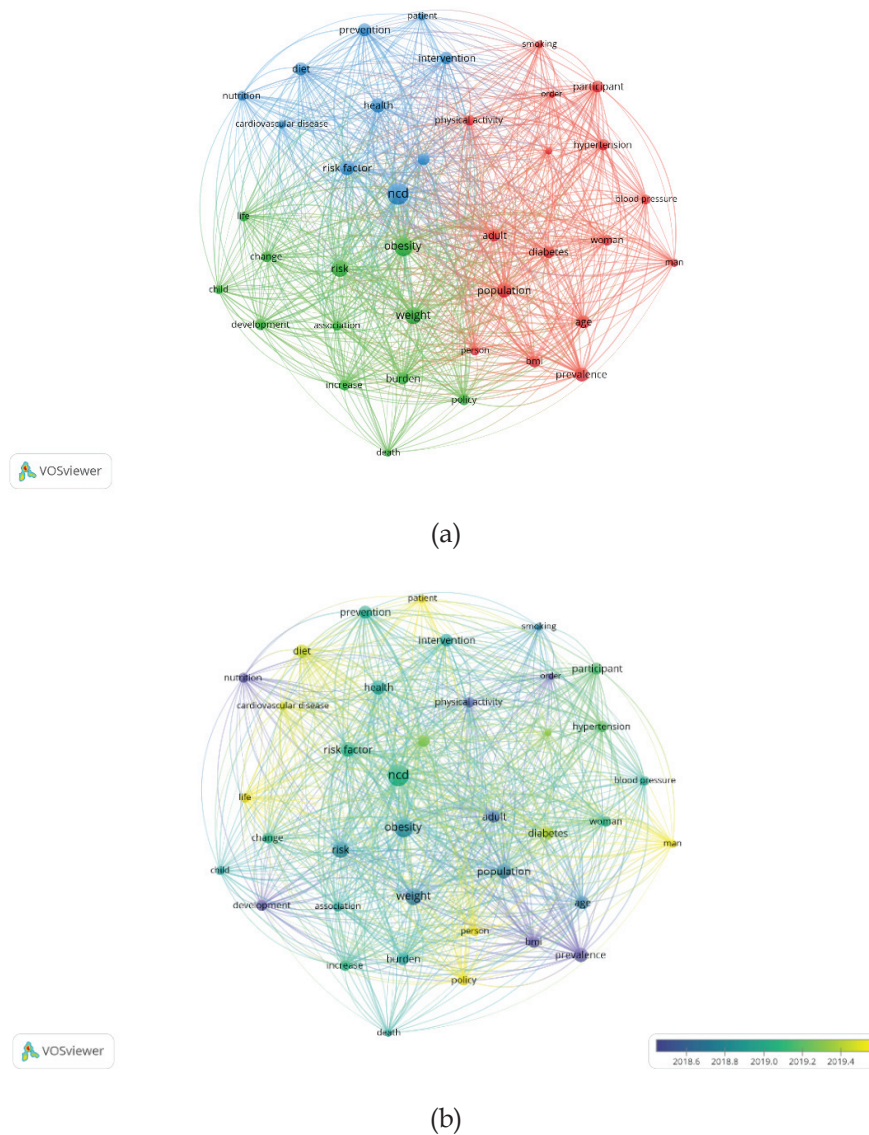 patient
prevention
smoking
intervention
diet
participant
nutrition
order
health
physical activity
cardiovascular disease
hypertension
risk factor
ncd
blood pressure
life
adult
woman
obesity
change
diabetes
man
risk
child
population
weight
development
association
age
person
bmi
prevalence
increase
burden
policy
death
VOSviewer
(a)
patient
prevention
smoking
intervention
diet
participant
nutrition
order
health
physical activity
cardiovascular disease
hypertension
risk factor
ncd
blood pressure
life
adult
woman
obesity
change
diabetes
man
risk
child
population
weight
development
association
age
person
bmi
prevalence
increase
burden
policy
death
VOSviewer
2018.6 2018.8 2019.0 2019.2 2019.4
(b)